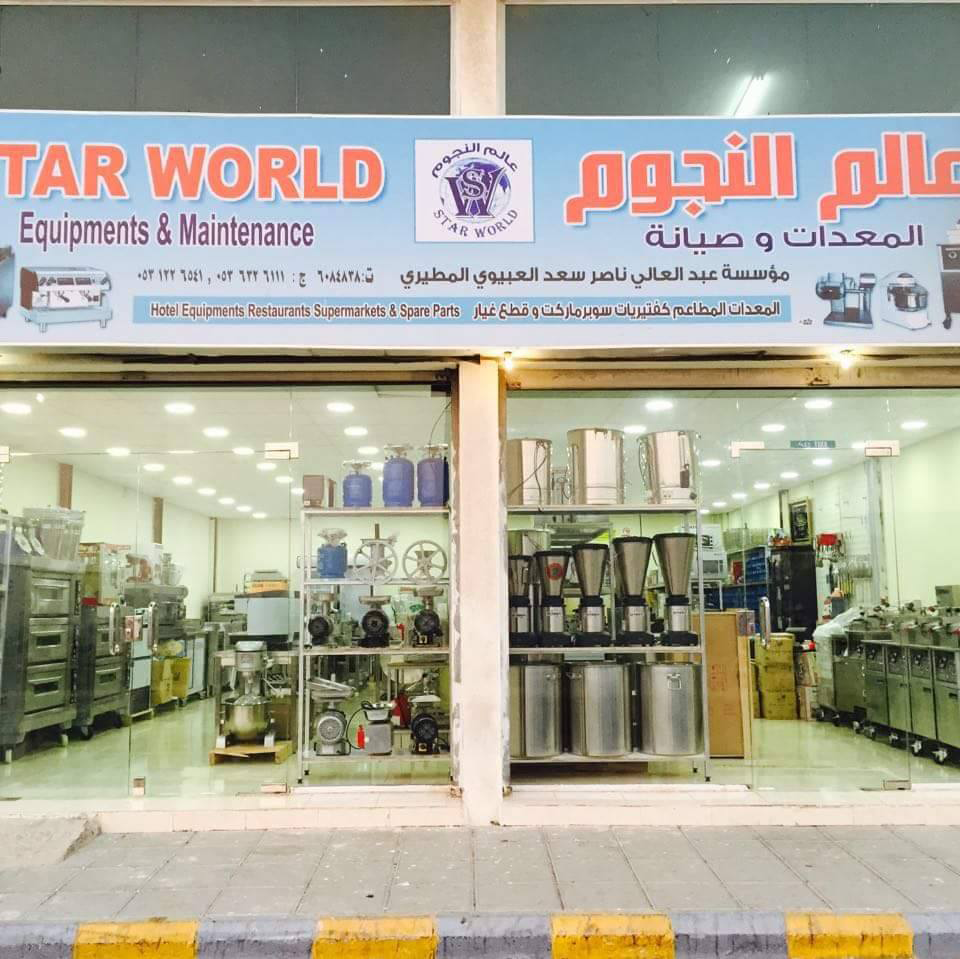 TAR WORLD
Equipments & Maintenance
عالم النجوم
STAR WORLD
عالم النجوم
المعدات و صيانة
مؤسسة عبد العالي ناصر سعد العبيوي المطيري
ت:٦٠٨٤٨٣٨ ج : ٠٥٣ ٦٣٢ ٦١١١ , ٠٥٣ ١٢٢ ٦٥٤١
Hotel Equipments Restaurants Supermarkets & Spare Parts
المعدات المطاعم كفتيريات سوبرماركت و قطع غيار